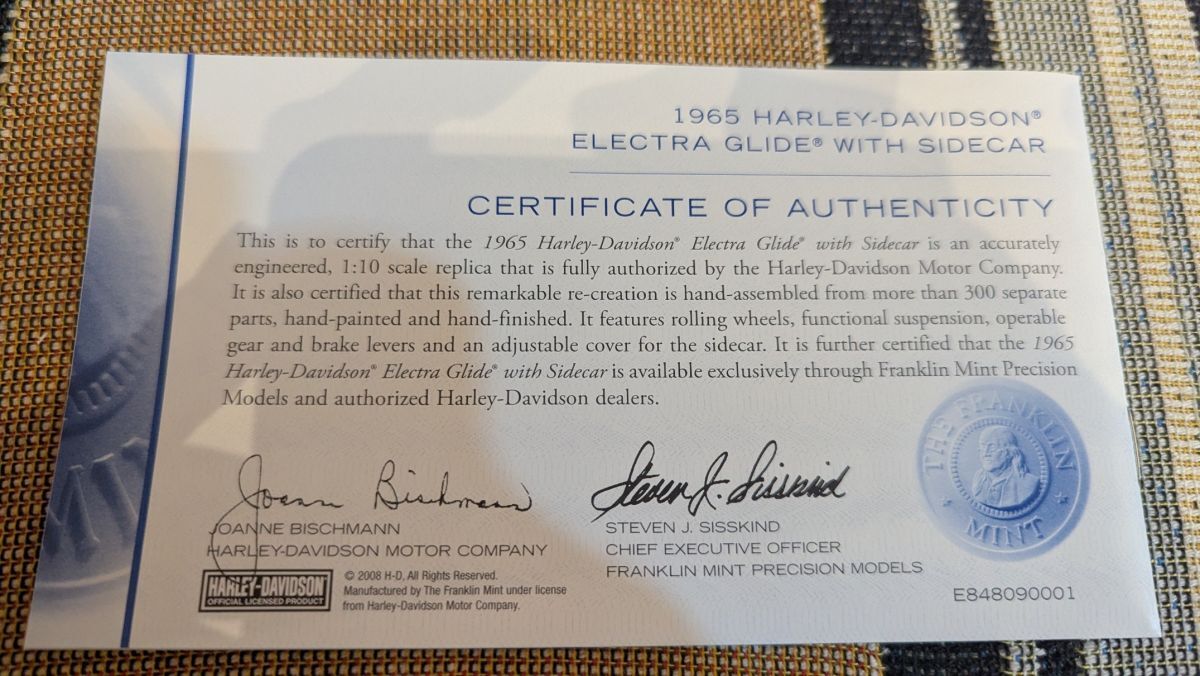 1965 HARLEY-DAVIDSON®
ELECTRA GLIDE® WITH SIDECAR
CERTIFICATE OF AUTHENTICITY
This is to certify that the 1965 Harley-Davidson® Electra Glide® with Sidecar is an accurately
engineered, 1:10 scale replica that is fully authorized by the Harley-Davidson Motor Company.
It is also certified that this remarkable re-creation is hand-assembled from more than 300 separate
parts, hand-painted and hand-finished. It features rolling wheels, functional suspension, operable
gear and brake levers and an adjustable cover for the sidecar. It is further certified that the 1965
Harley-Davidson® Electra Glide® with Sidecar is available exclusively through Franklin Mint Precision
Models and authorized Harley-Davidson dealers.
THE FRANKLIN
MINT
Joanne Bischmann
Steven J. Sisskind
JOANNE BISCHMANN
HARLEY-DAVIDSON MOTOR COMPANY
STEVEN J. SISSKIND
CHIEF EXECUTIVE OFFICER
FRANKLIN MINT PRECISION MODELS
HARLEY-DAVIDSON
OFFICIAL LICENSED PRODUCT
© 2008 H-D, All Rights Reserved.
Manufactured by The Franklin Mint under license
from Harley-Davidson Motor Company.
E848090001